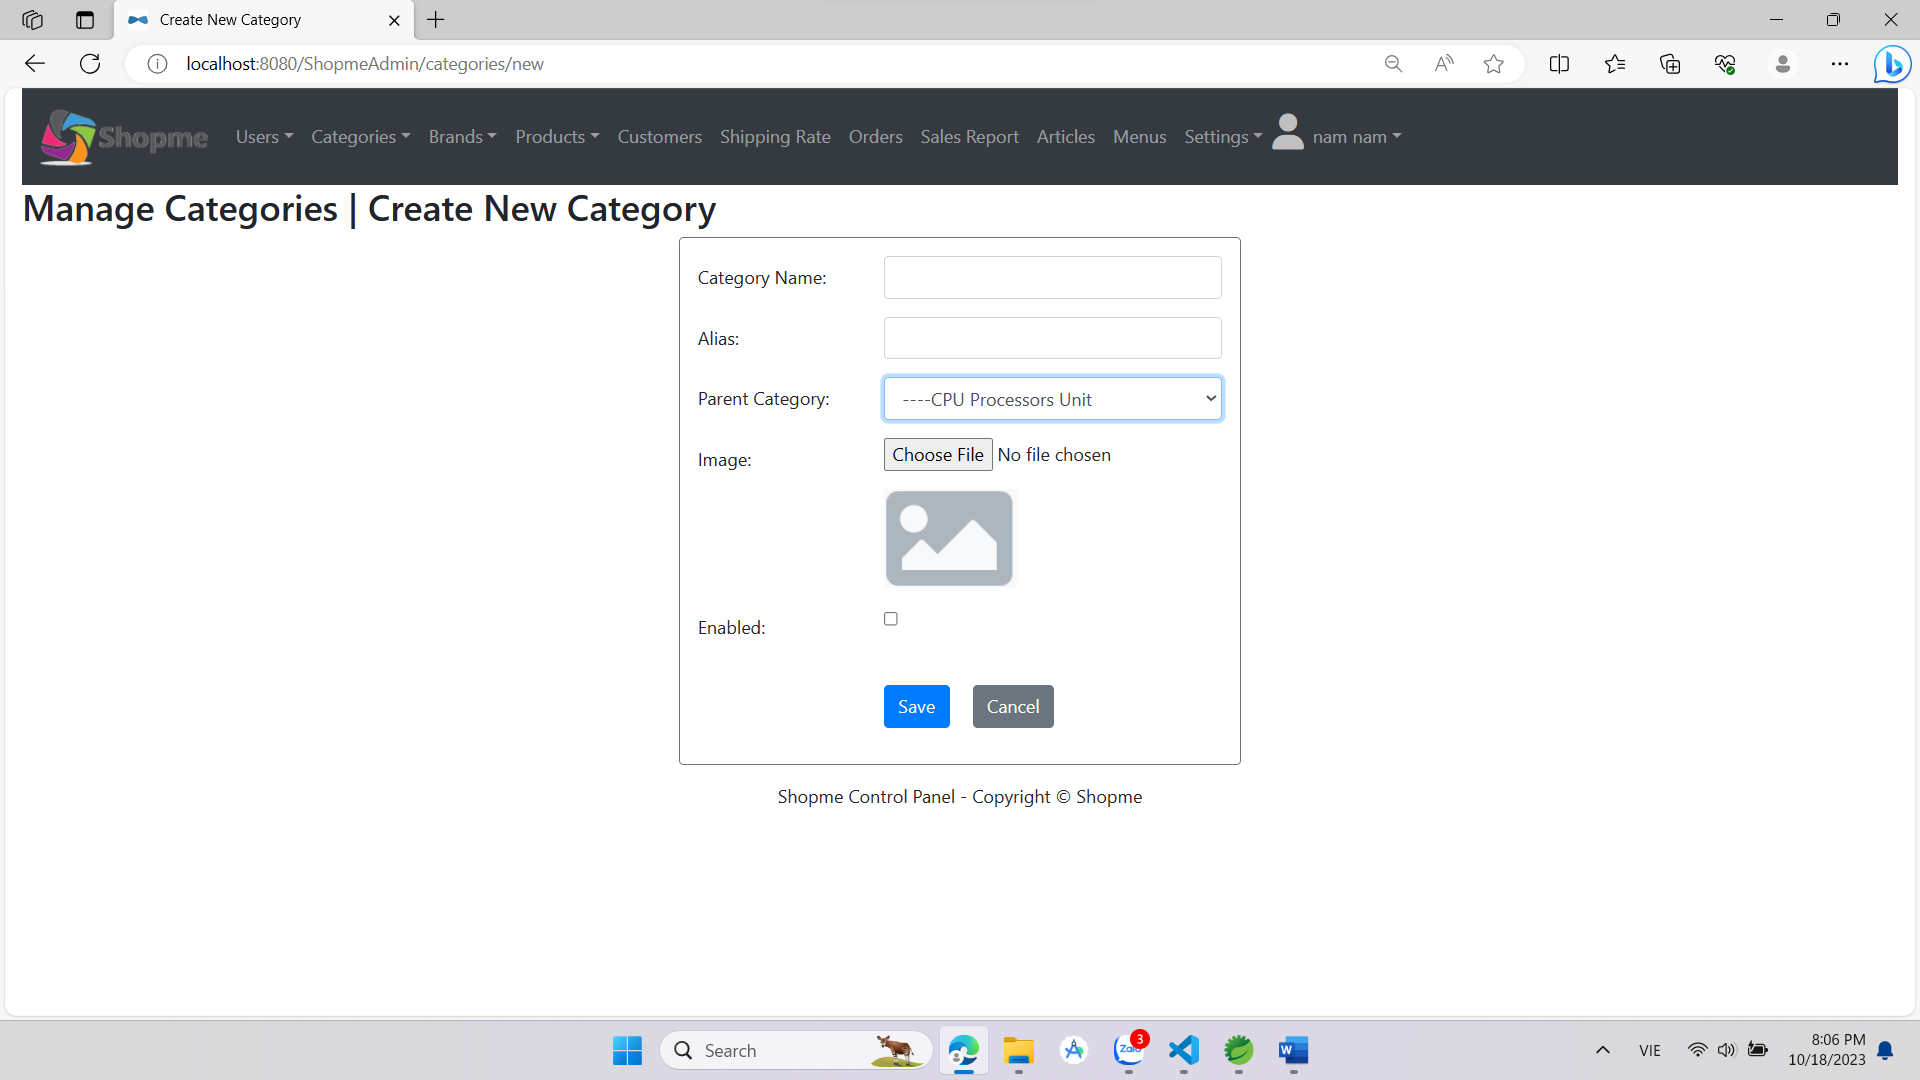 Create New Category
localhost:8080/ShopmeAdmin/categories/new
Shopme Users Categories Brands Products Customers Shipping Rate Orders Sales Report Articles Menus Settings nam nam
Manage Categories | Create New Category
Category Name:
Alias:
Parent Category: ----CPU Processors Unit
Image: Choose File No file chosen
Enabled:
Save Cancel
Shopme Control Panel - Copyright © Shopme
Search
Zalo 3
VIE
8:06 PM
10/18/2023